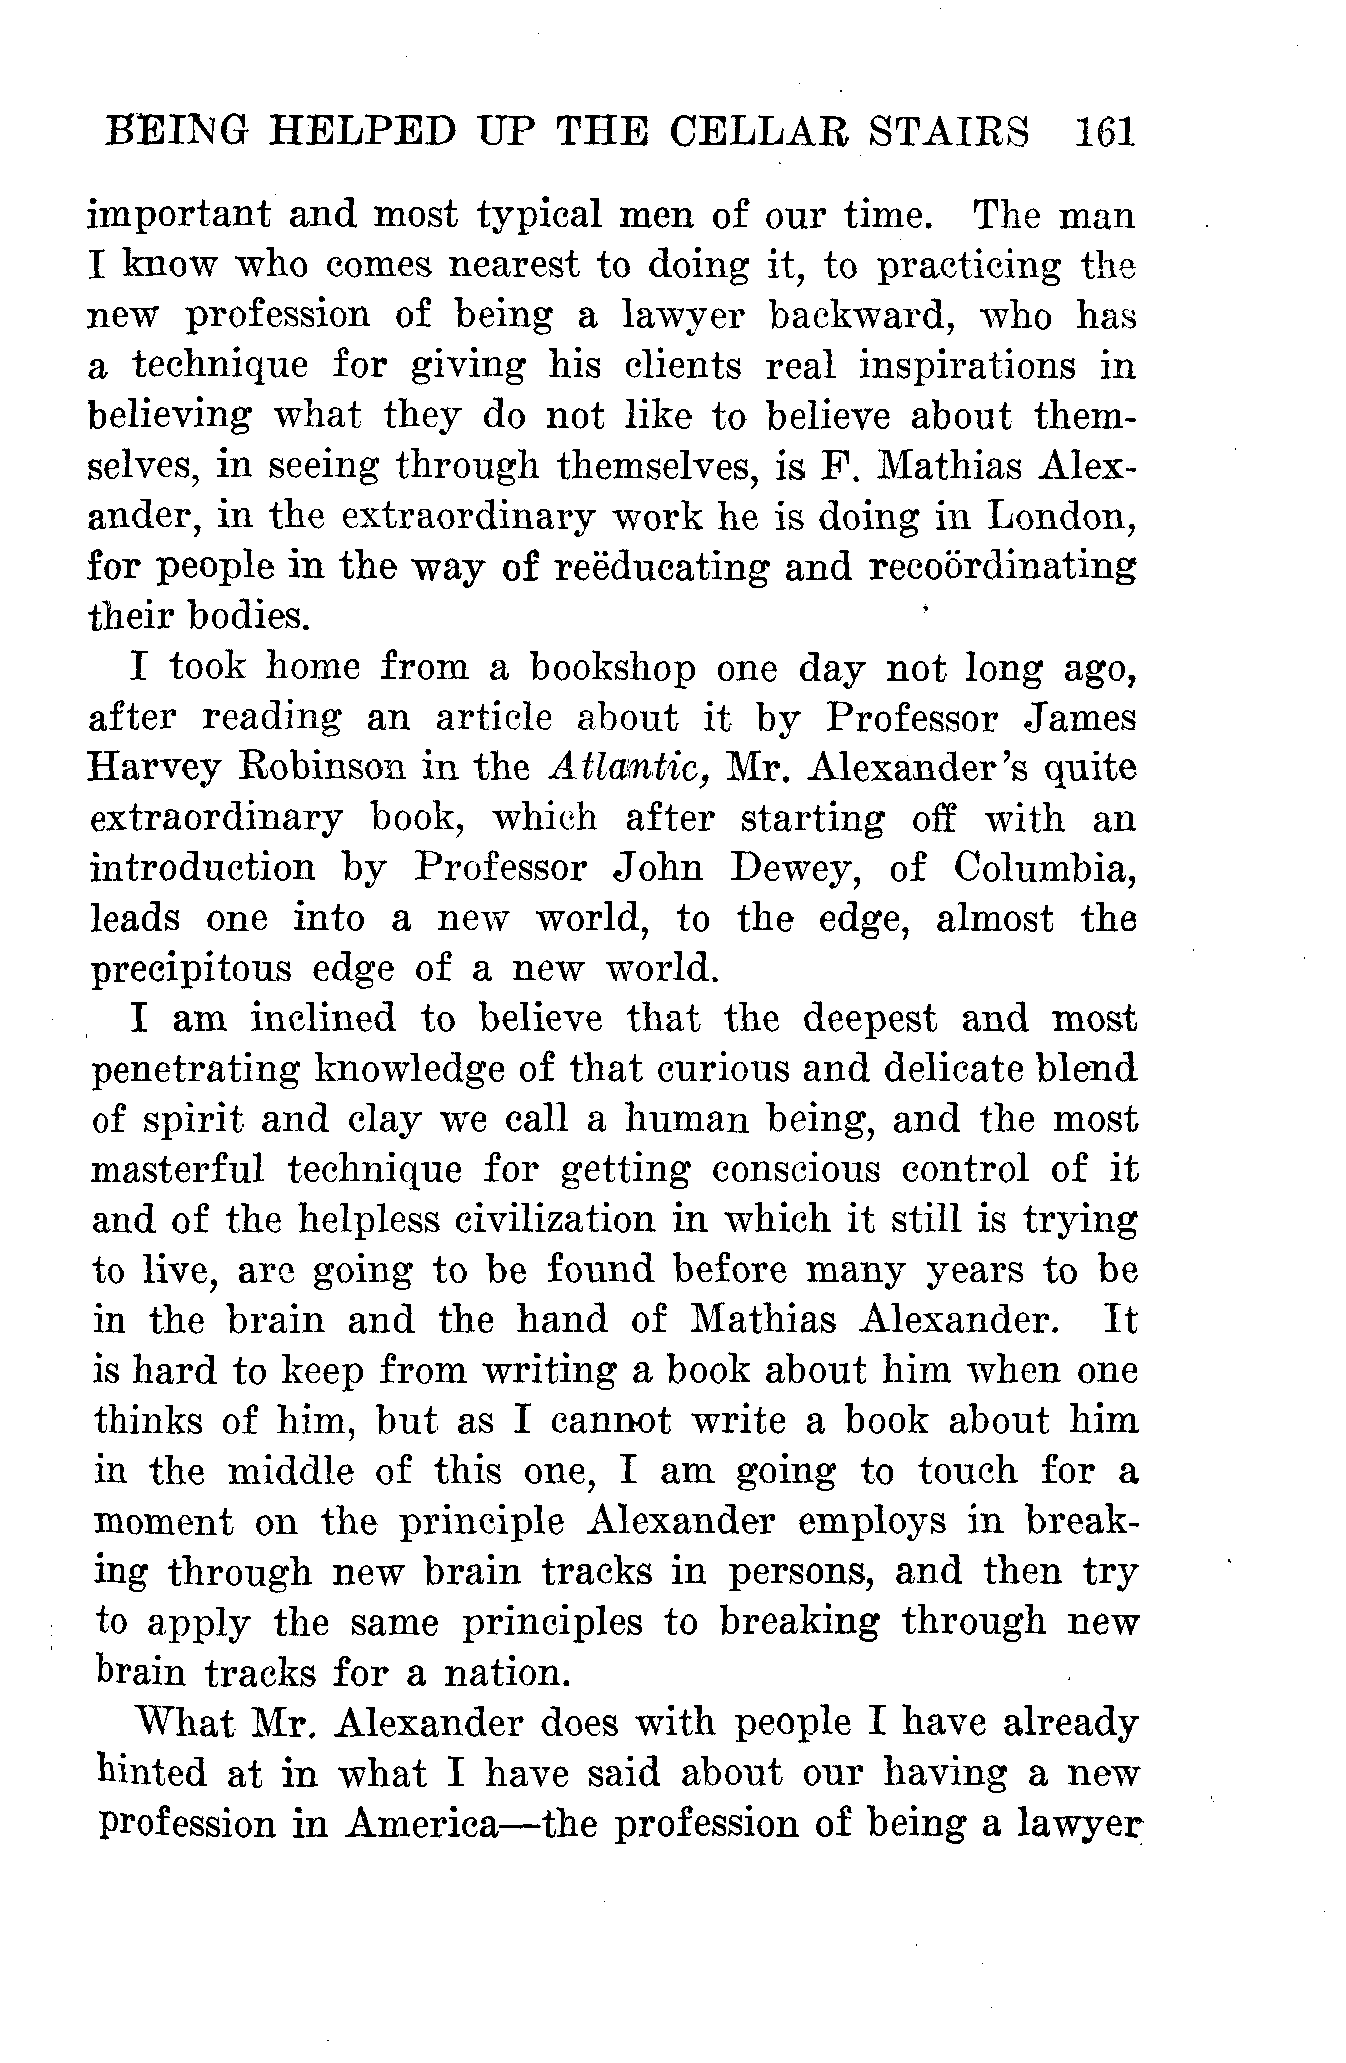 BEING HELPED UP THE CELLAR STAIRS 161
important and most typical men of our time. The man
I know who comes nearest to doing it, to practicing the
new profession of being a lawyer backward, who has
a technique for giving his clients real inspirations in
believing what they do not like to believe about them-
selves, in seeing through themselves, is F. Mathias Alex-
ander, in the extraordinary work he is doing in London,
for people in the way of reëducating and recoördinating
their bodies.
I took home from a bookshop one day not long ago,
after reading an article about it by Professor James
Harvey Robinson in the Atlantic, Mr. Alexander's quite
extraordinary book, which after starting off with an
introduction by Professor John Dewey, of Columbia,
leads one into a new world, to the edge, almost the
precipitous edge of a new world.
I am inclined to believe that the deepest and most
penetrating knowledge of that curious and delicate blend
of spirit and clay we call a human being, and the most
masterful technique for getting conscious control of it
and of the helpless civilization in which it still is trying
to live, are going to be found before many years to be
in the brain and the hand of Mathias Alexander. It
is hard to keep from writing a book about him when one
thinks of him, but as I cannot write a book about him
in the middle of this one, I am going to touch for a
moment on the principle Alexander employs in break-
ing through new brain tracks in persons, and then try
to apply the same principles to breaking through new
brain tracks for a nation.
What Mr. Alexander does with people I have already
hinted at in what I have said about our having a new
profession in America—the profession of being a lawyer